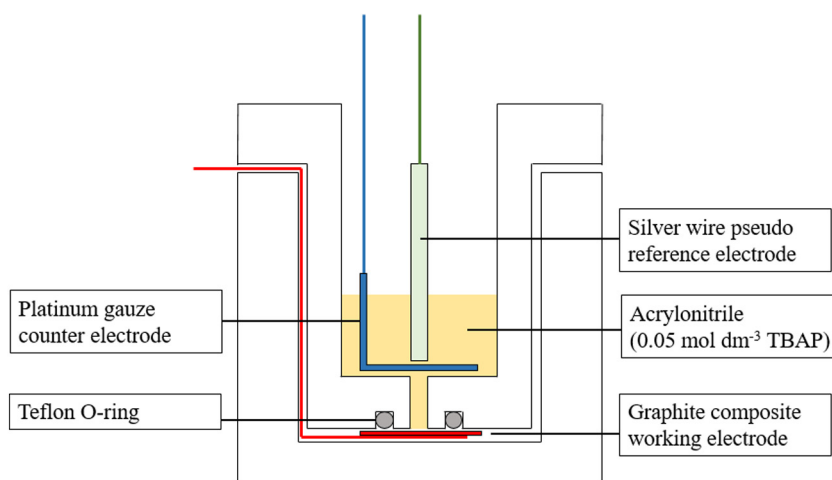 Silver wire pseudo
reference electrode
Platinum gauze
counter electrode
Acrylonitrile
(0.05 mol dm⁻³ TBAP)
Teflon O-ring
Graphite composite
working electrode